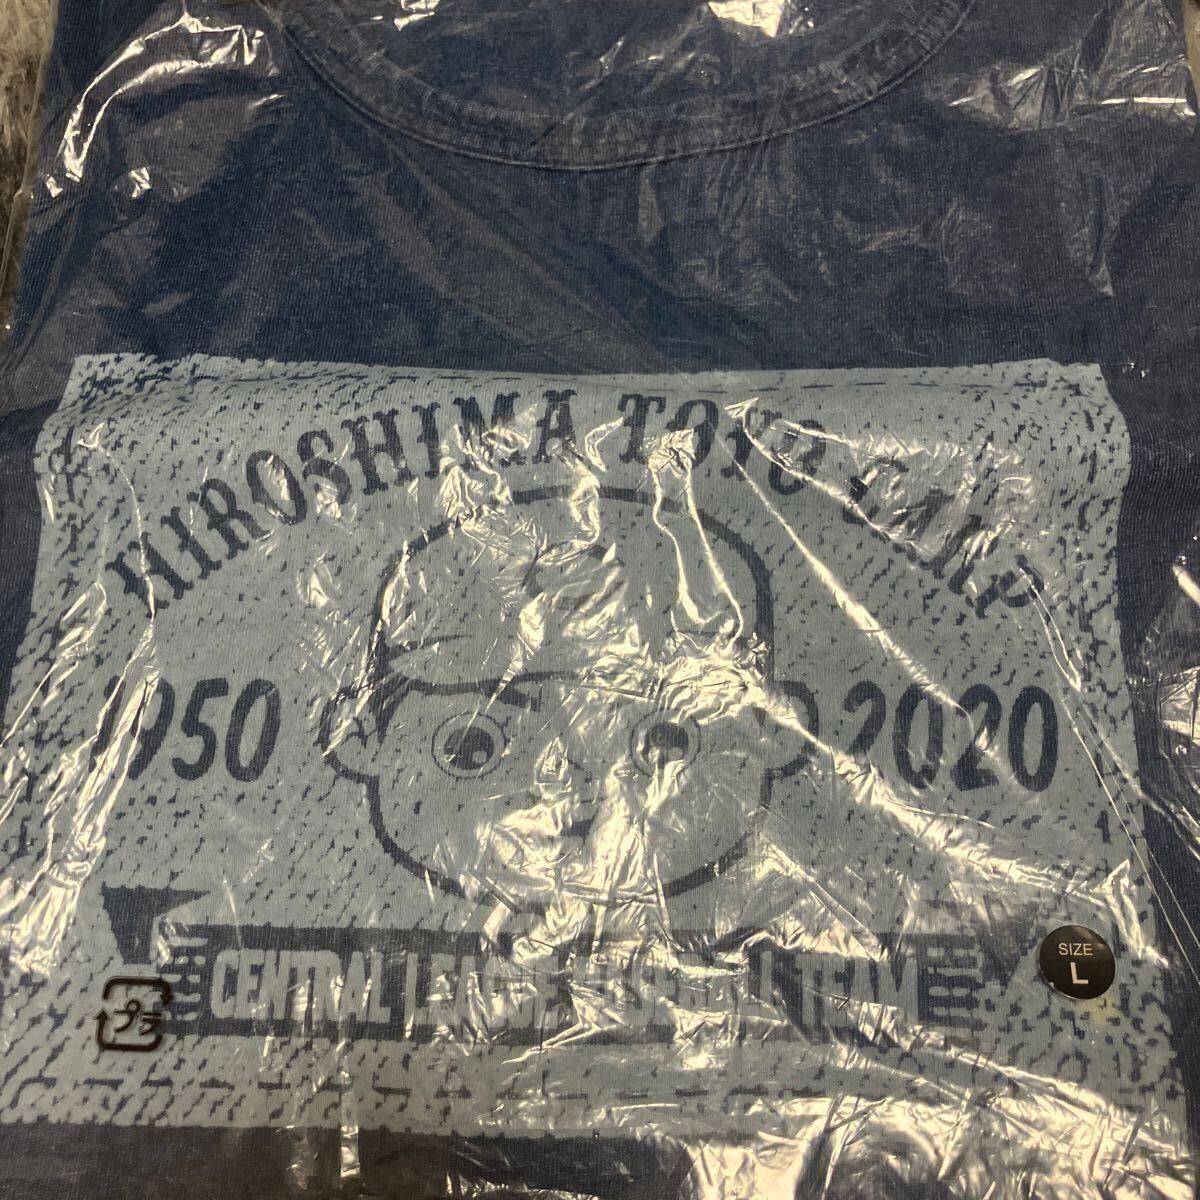 HIROSHIMA TOYO CARP
1950 2020
CENTRAL LEAGUE BASEBALL TEAM
SIZE
L
プラ